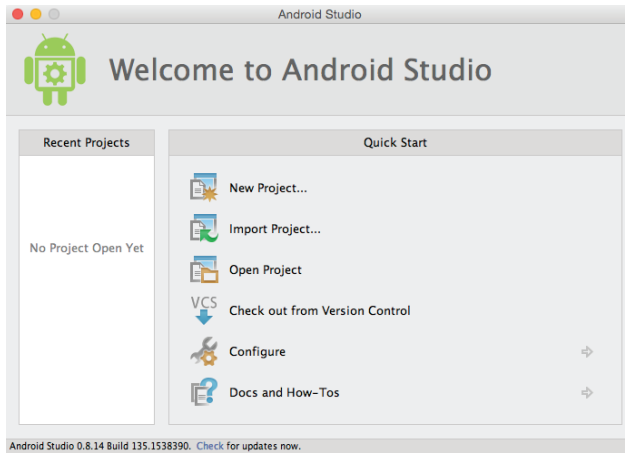 Android Studio
Welcome to Android Studio
Recent Projects
Quick Start
No Project Open Yet
New Project...
Import Project...
Open Project
VCS
Check out from Version Control
Configure
Docs and How-Tos
Android Studio 0.8.14 Build 135.1538390. Check for updates now.